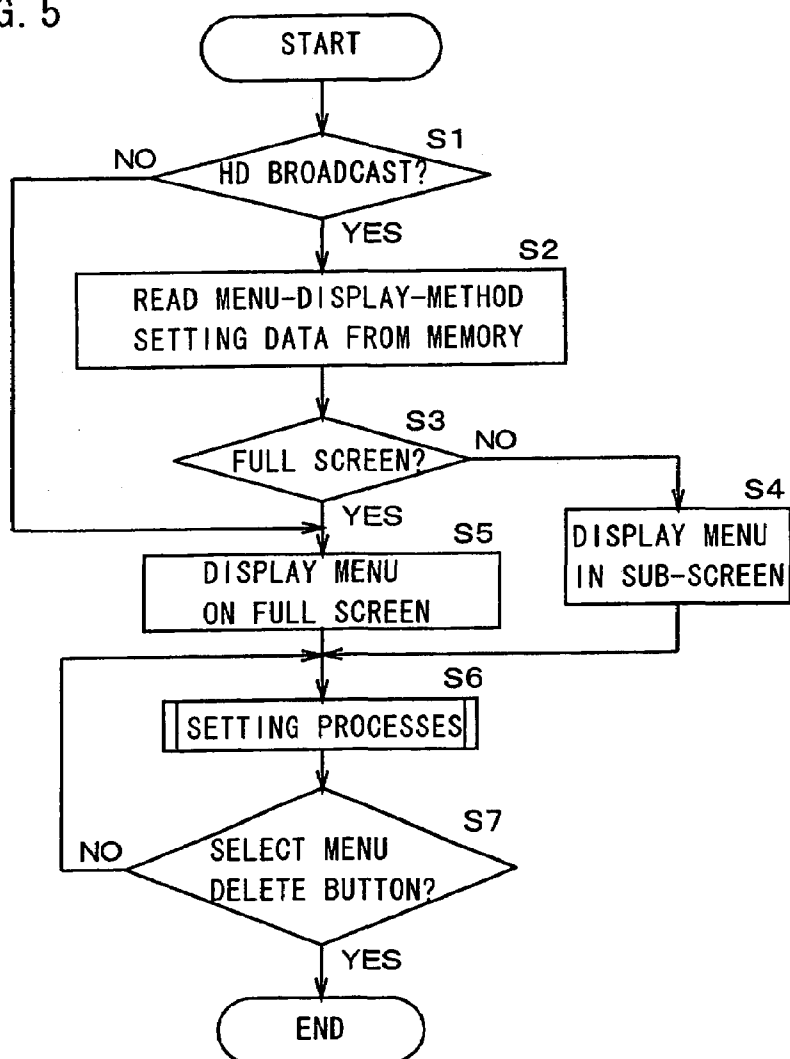 G. 5
START
S1
NO
HD BROADCAST?
YES
S2
READ MENU-DISPLAY-METHOD
SETTING DATA FROM MEMORY
S3
FULL SCREEN?
NO
YES
S4
DISPLAY MENU
IN SUB-SCREEN
S5
DISPLAY MENU
ON FULL SCREEN
S6
SETTING PROCESSES
S7
NO
SELECT MENU
DELETE BUTTON?
YES
END